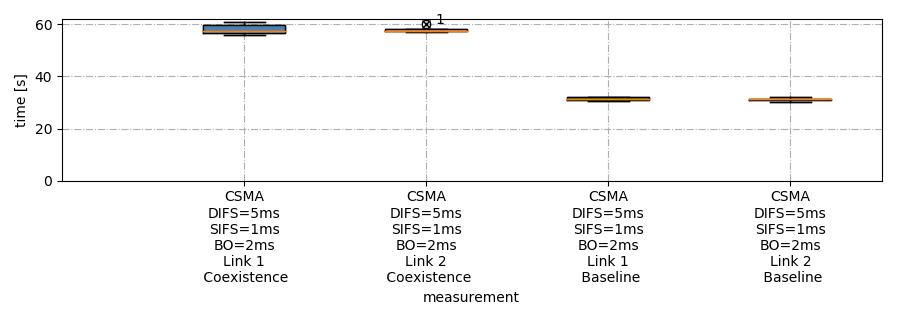 time [s]
60
40
20
0
1
CSMA
DIFS=5ms
SIFS=1ms
BO=2ms
Link 1
Coexistence
CSMA
DIFS=5ms
SIFS=1ms
BO=2ms
Link 2
Coexistence
CSMA
DIFS=5ms
SIFS=1ms
BO=2ms
Link 1
Baseline
CSMA
DIFS=5ms
SIFS=1ms
BO=2ms
Link 2
Baseline
measurement